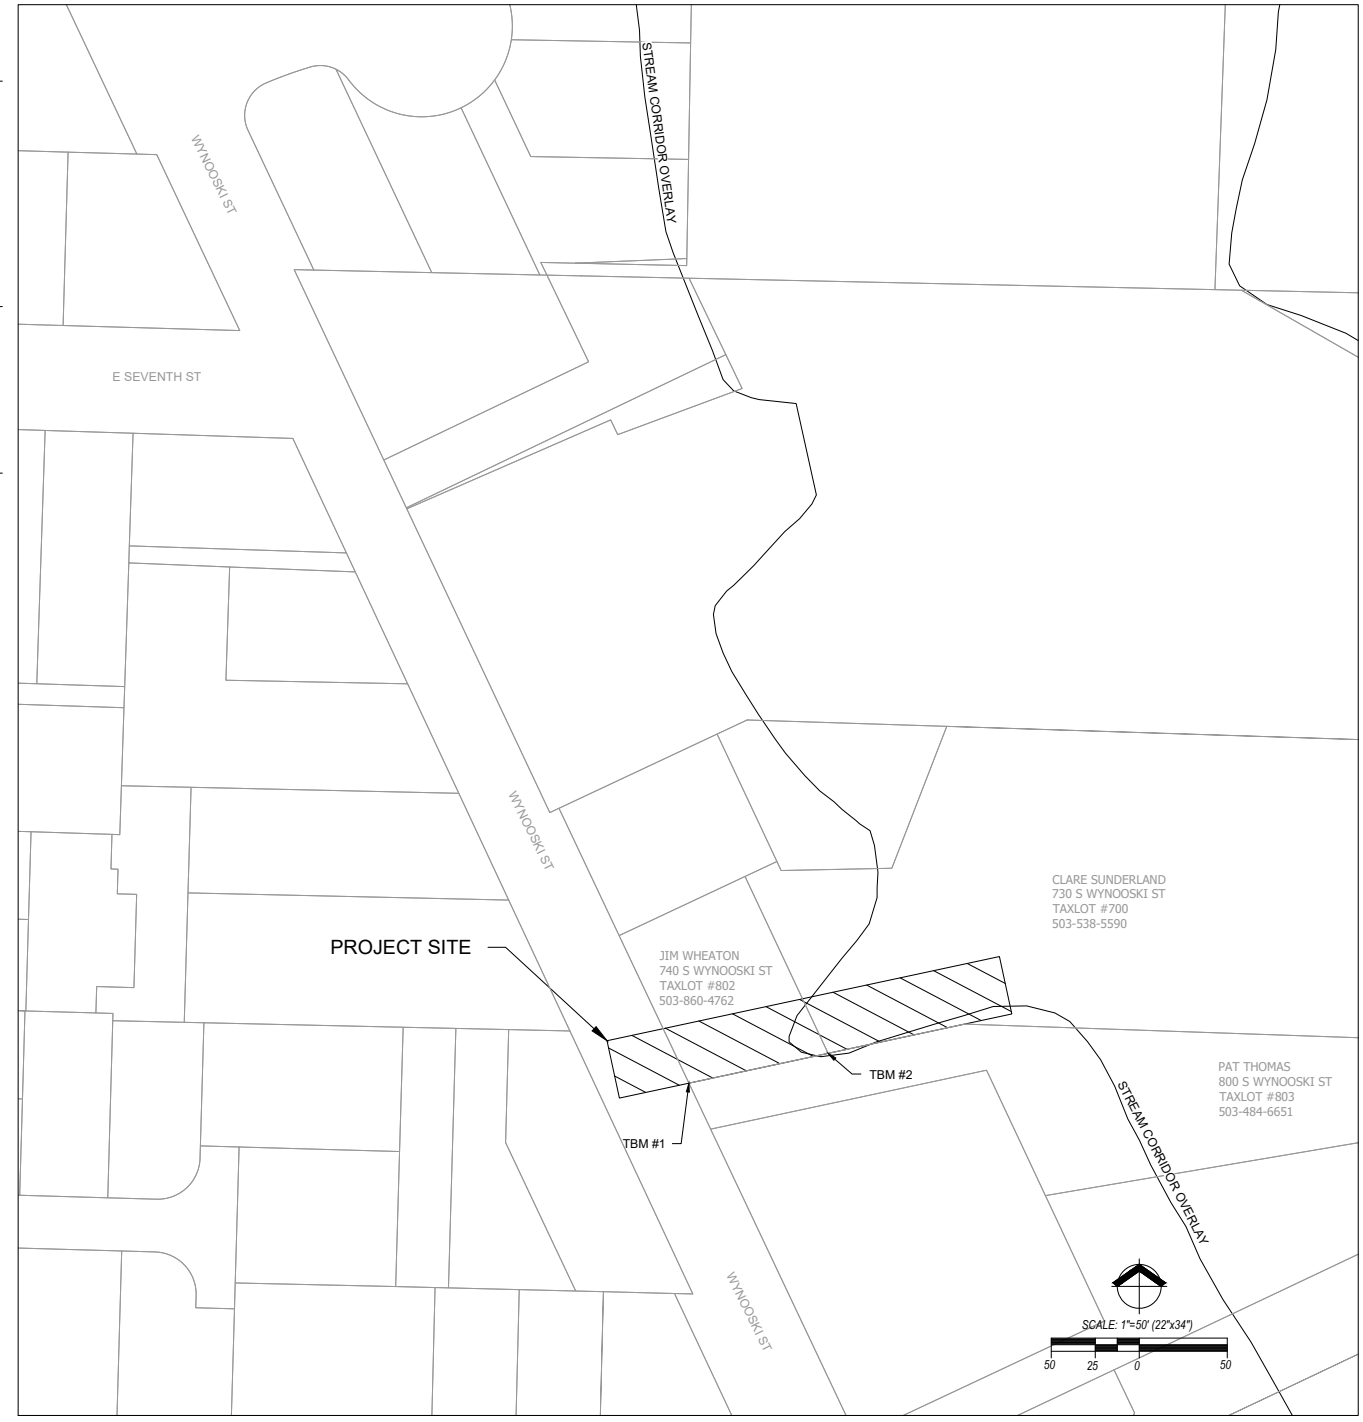 STREAM CORRIDOR OVERLAY
WYNOOSKI ST
E SEVENTH ST
WYNOOSKI ST
CLARE SUNDERLAND
730 S WYNOOSKI ST
TAXLOT #700
503-538-5590
PROJECT SITE
JIM WHEATON
740 S WYNOOSKI ST
TAXLOT #802
503-860-4762
TBM #2
PAT THOMAS
800 S WYNOOSKI ST
TAXLOT #803
503-484-6651
TBM #1
STREAM CORRIDOR OVERLAY
WYNOOSKI ST
SCALE: 1"=50' (22"x34")
50 25 0 50